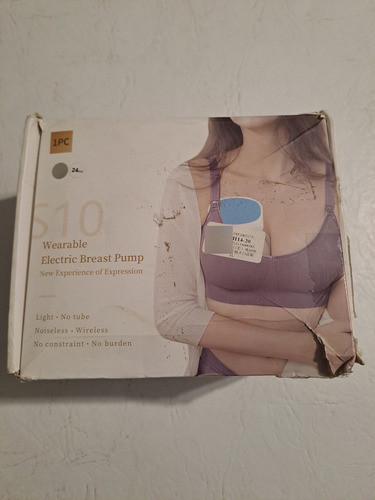 1PC
24mm
S10
Wearable
Electric Breast Pump
New Experience of Expression
Light • No tube
Noiseless • Wireless
No constraint • No burden